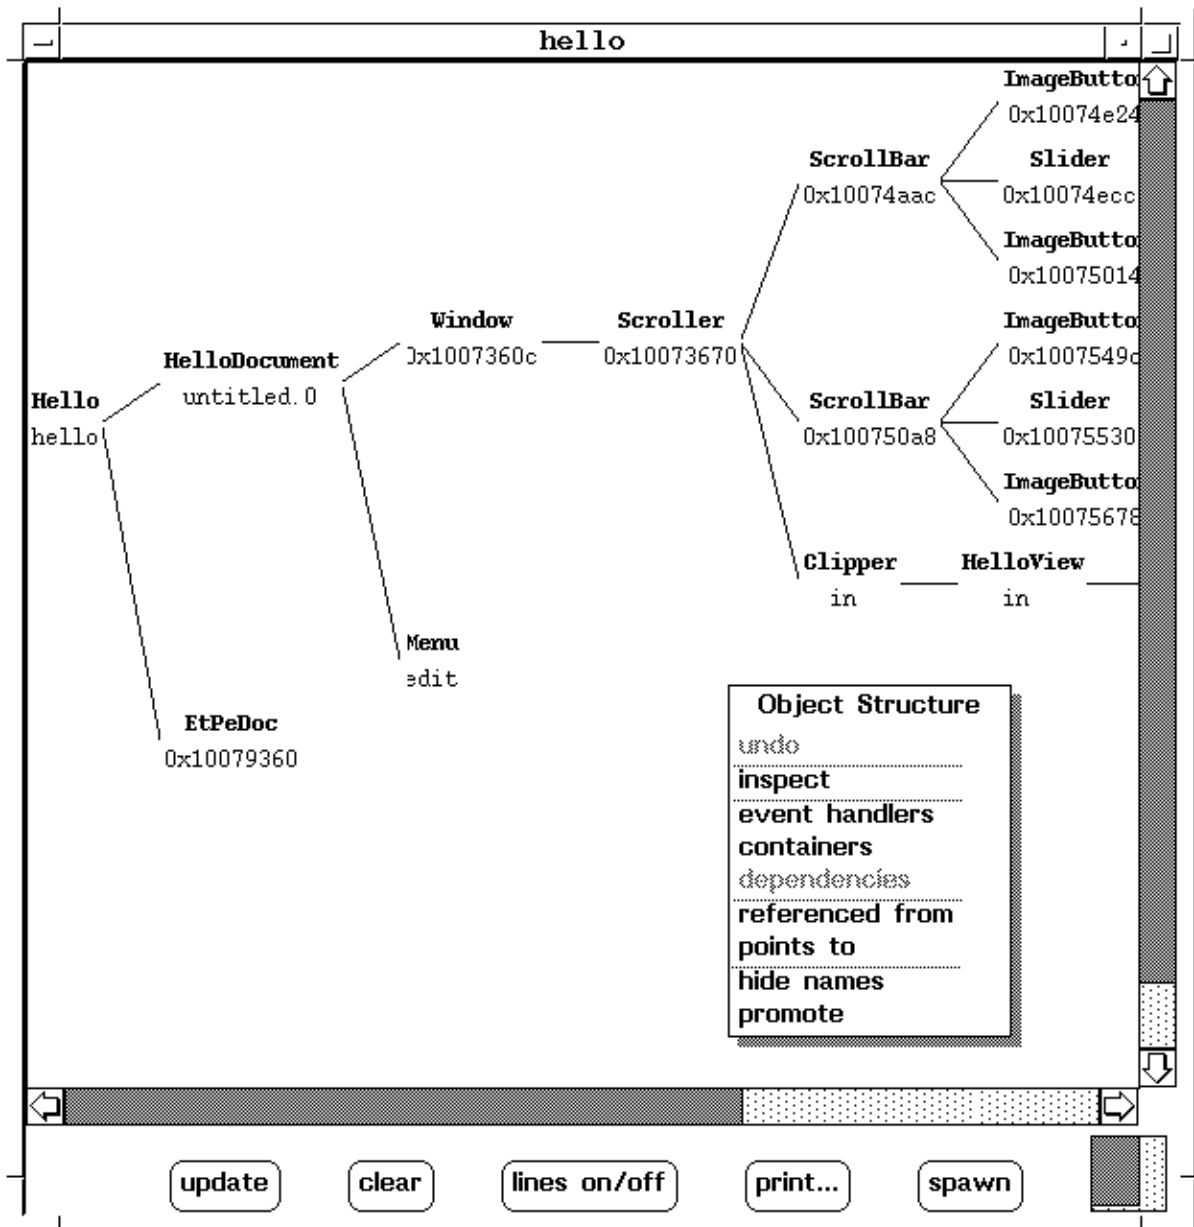 hello
ImageButto
0x10074e24
ScrollBar
0x10074aac
Slider
0x10074ecc
ImageButto
0x10075014
Window
0x1007360c
Scroller
0x10073670
ImageButto
0x1007549c
HelloDocument
untitled.0
Hello
hello
ScrollBar
0x100750a8
Slider
0x10075530
ImageButto
0x10075678
Clipper
in
HelloView
in
Menu
edit
EtPeDoc
0x10079360
Object Structure
undo
inspect
event handlers
containers
dependencies
referenced from
points to
hide names
promote
update
clear
lines on/off
print...
spawn